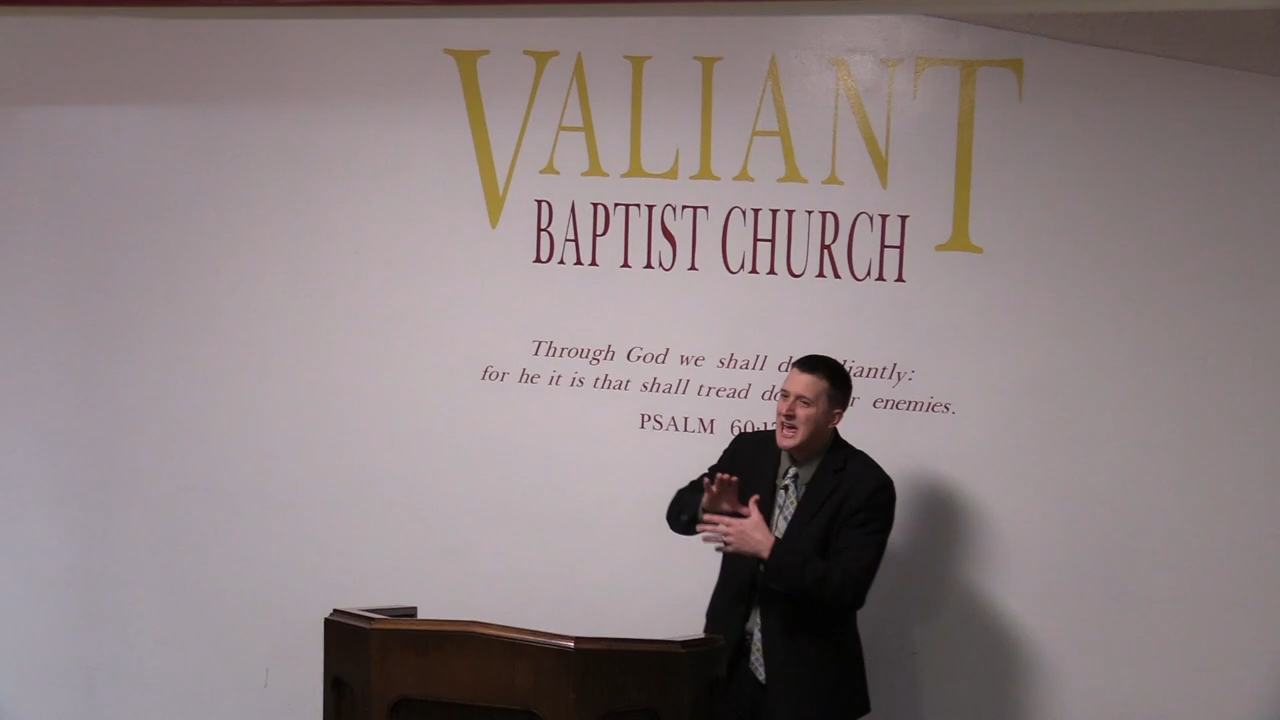 VALIANT
BAPTIST CHURCH
Through God we shall
for he it is that shall tread enemies.
PSALM